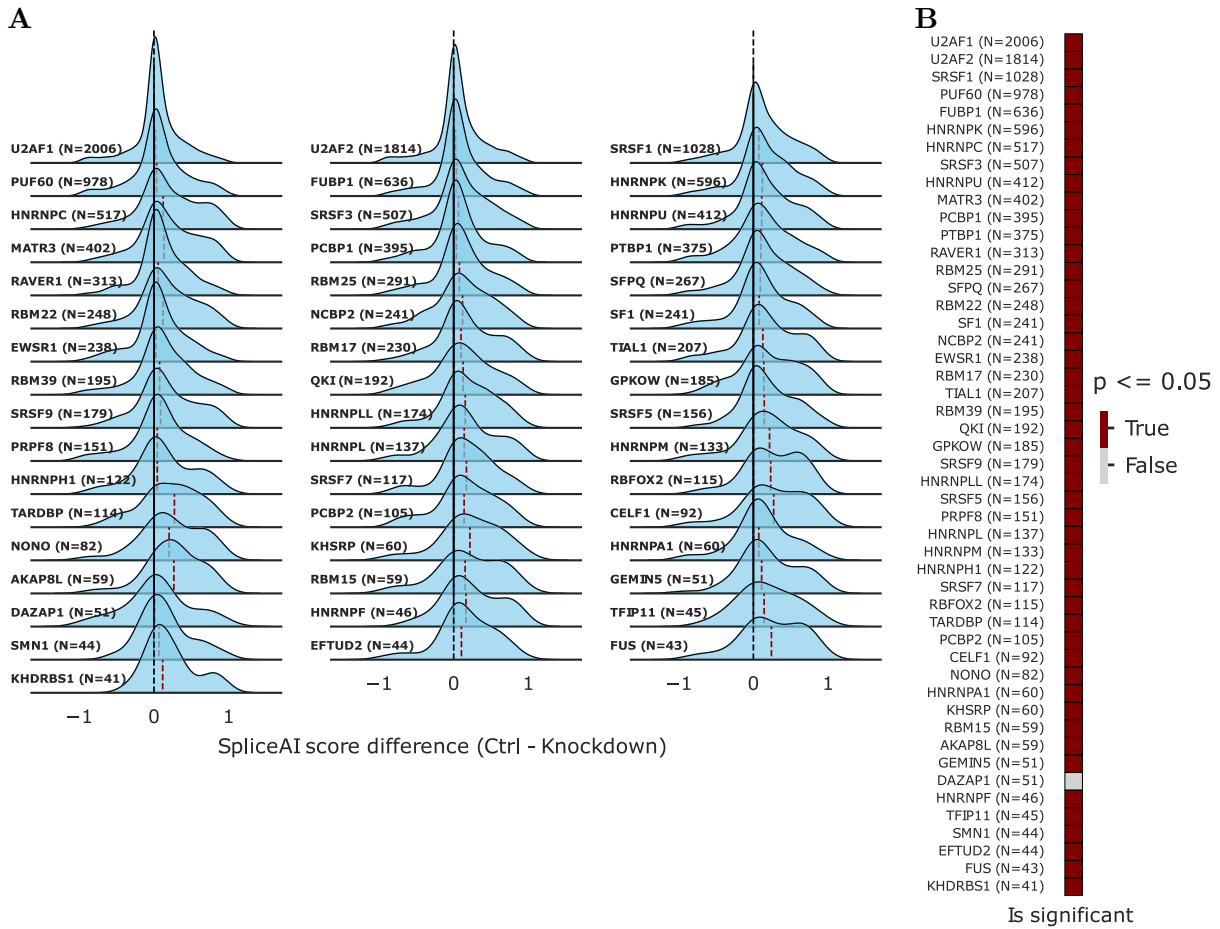 A
U2AF1 (N=2006)
PUF60 (N=978)
HNRNPC (N=517)
MATR3 (N=402)
RAVER1 (N=313)
RBM22 (N=248)
EWSR1 (N=238)
RBM39 (N=195)
SRSF9 (N=179)
PRPF8 (N=151)
HNRNPH1 (N=122)
TARDBP (N=114)
NONO (N=82)
AKAP8L (N=59)
DAZAP1 (N=51)
SMN1 (N=44)
KHDRBS1 (N=41)
−1 0 1
U2AF2 (N=1814)
FUBP1 (N=636)
SRSF3 (N=507)
PCBP1 (N=395)
RBM25 (N=291)
NCBP2 (N=241)
RBM17 (N=230)
QKI (N=192)
HNRNPLL (N=174)
HNRNPL (N=137)
SRSF7 (N=117)
PCBP2 (N=105)
KHSRP (N=60)
RBM15 (N=59)
HNRNPF (N=46)
EFTUD2 (N=44)
−1 0 1
SRSF1 (N=1028)
HNRNPK (N=596)
HNRNPU (N=412)
PTBP1 (N=375)
SFPQ (N=267)
SF1 (N=241)
TIAL1 (N=207)
GPKOW (N=185)
SRSF5 (N=156)
HNRNPM (N=133)
RBFOX2 (N=115)
CELF1 (N=92)
HNRNPA1 (N=60)
GEMIN5 (N=51)
TFIP11 (N=45)
FUS (N=43)
−1 0 1
SpliceAI score difference (Ctrl - Knockdown)
B
U2AF1 (N=2006)
U2AF2 (N=1814)
SRSF1 (N=1028)
PUF60 (N=978)
FUBP1 (N=636)
HNRNPK (N=596)
HNRNPC (N=517)
SRSF3 (N=507)
HNRNPU (N=412)
MATR3 (N=402)
PCBP1 (N=395)
PTBP1 (N=375)
RAVER1 (N=313)
RBM25 (N=291)
SFPQ (N=267)
RBM22 (N=248)
SF1 (N=241)
NCBP2 (N=241)
EWSR1 (N=238)
RBM17 (N=230)
TIAL1 (N=207)
RBM39 (N=195)
QKI (N=192)
GPKOW (N=185)
SRSF9 (N=179)
HNRNPLL (N=174)
SRSF5 (N=156)
PRPF8 (N=151)
HNRNPL (N=137)
HNRNPM (N=133)
HNRNPH1 (N=122)
SRSF7 (N=117)
RBFOX2 (N=115)
TARDBP (N=114)
PCBP2 (N=105)
CELF1 (N=92)
NONO (N=82)
HNRNPA1 (N=60)
KHSRP (N=60)
RBM15 (N=59)
AKAP8L (N=59)
GEMIN5 (N=51)
DAZAP1 (N=51)
HNRNPF (N=46)
TFIP11 (N=45)
SMN1 (N=44)
EFTUD2 (N=44)
FUS (N=43)
KHDRBS1 (N=41)
Is significant
p <= 0.05
True
False